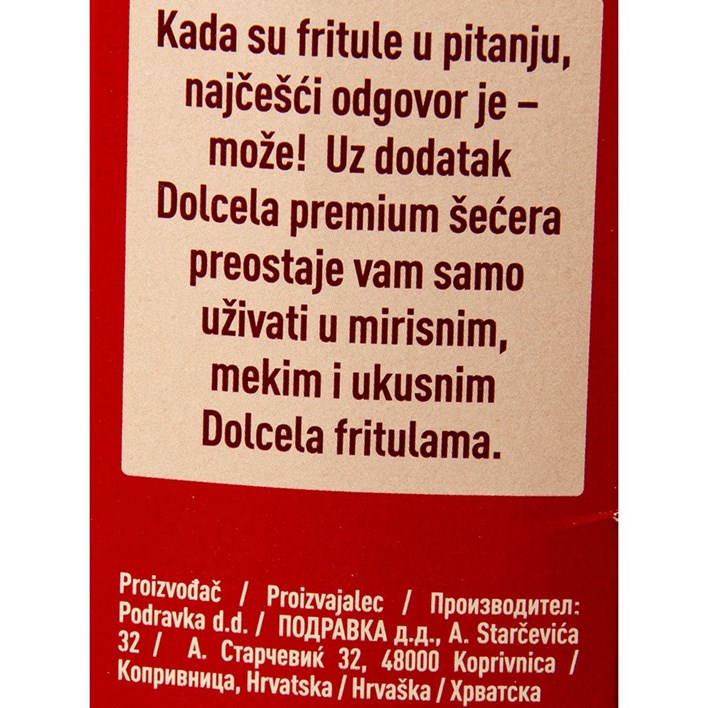 Kada su fritule u pitanju,
najčešći odgovor je –
može! Uz dodatak
Dolcela premium šećera
preostaje vam samo
uživati u mirisnim,
mekim i ukusnim
Dolcela fritulama.
Proizvođač / Proizvajalec / Производител:
Podravka d.d. / ПОДРАВКА д.д., A. Starčevića
32 / А. Старчевиќ 32, 48000 Koprivnica /
Копривница, Hrvatska / Hrvaška / Хрватска